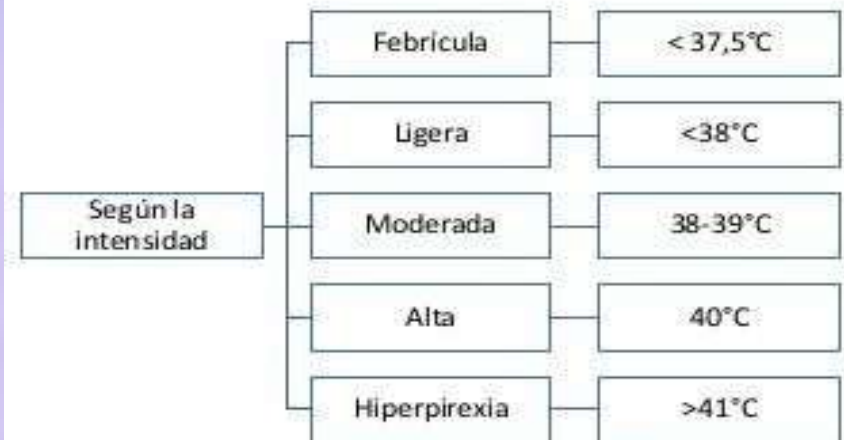 Según la
intensidad
Febrícula
< 37,5°C
Ligera
<38°C
Moderada
38-39°C
Alta
40°C
Hiperpirexia
>41°C